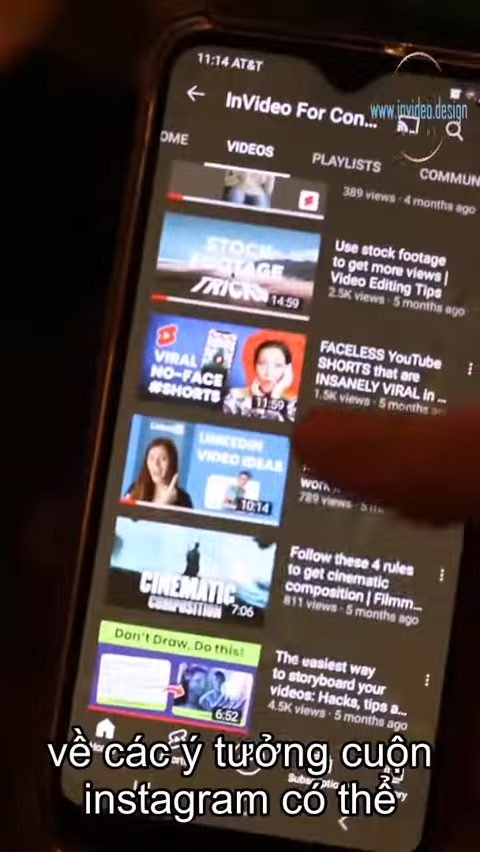 11:14 AT&T
www.invideo.design
InVideo For Con...
OME
VIDEOS
PLAYLISTS
COMMUN
389 views · 4 months ago
STOCK
FOOTAGE
TRICKS
14:59
Use stock footage
to get more views |
Video Editing Tips
2.5K views · 5 months ago
VIRAL
NO-FACE
#SHORTS
11:59
FACELESS YouTube
SHORTS that are
INSANELY VIRAL in ...
1.5K views · 5 months ago
LINKEDIN
VIDEO IDEAS
10:14
789 views
CINEMATIC
COMPOSITION
7:06
Follow these 4 rules
to get cinematic
composition | Filmm...
811 views · 5 months ago
Don't Draw, Do this!
6:52
The easiest way
to storyboard your
videos: Hacks, tips a...
4.5K views · 5 months ago
về các ý tưởng cuộn
instagram có thể